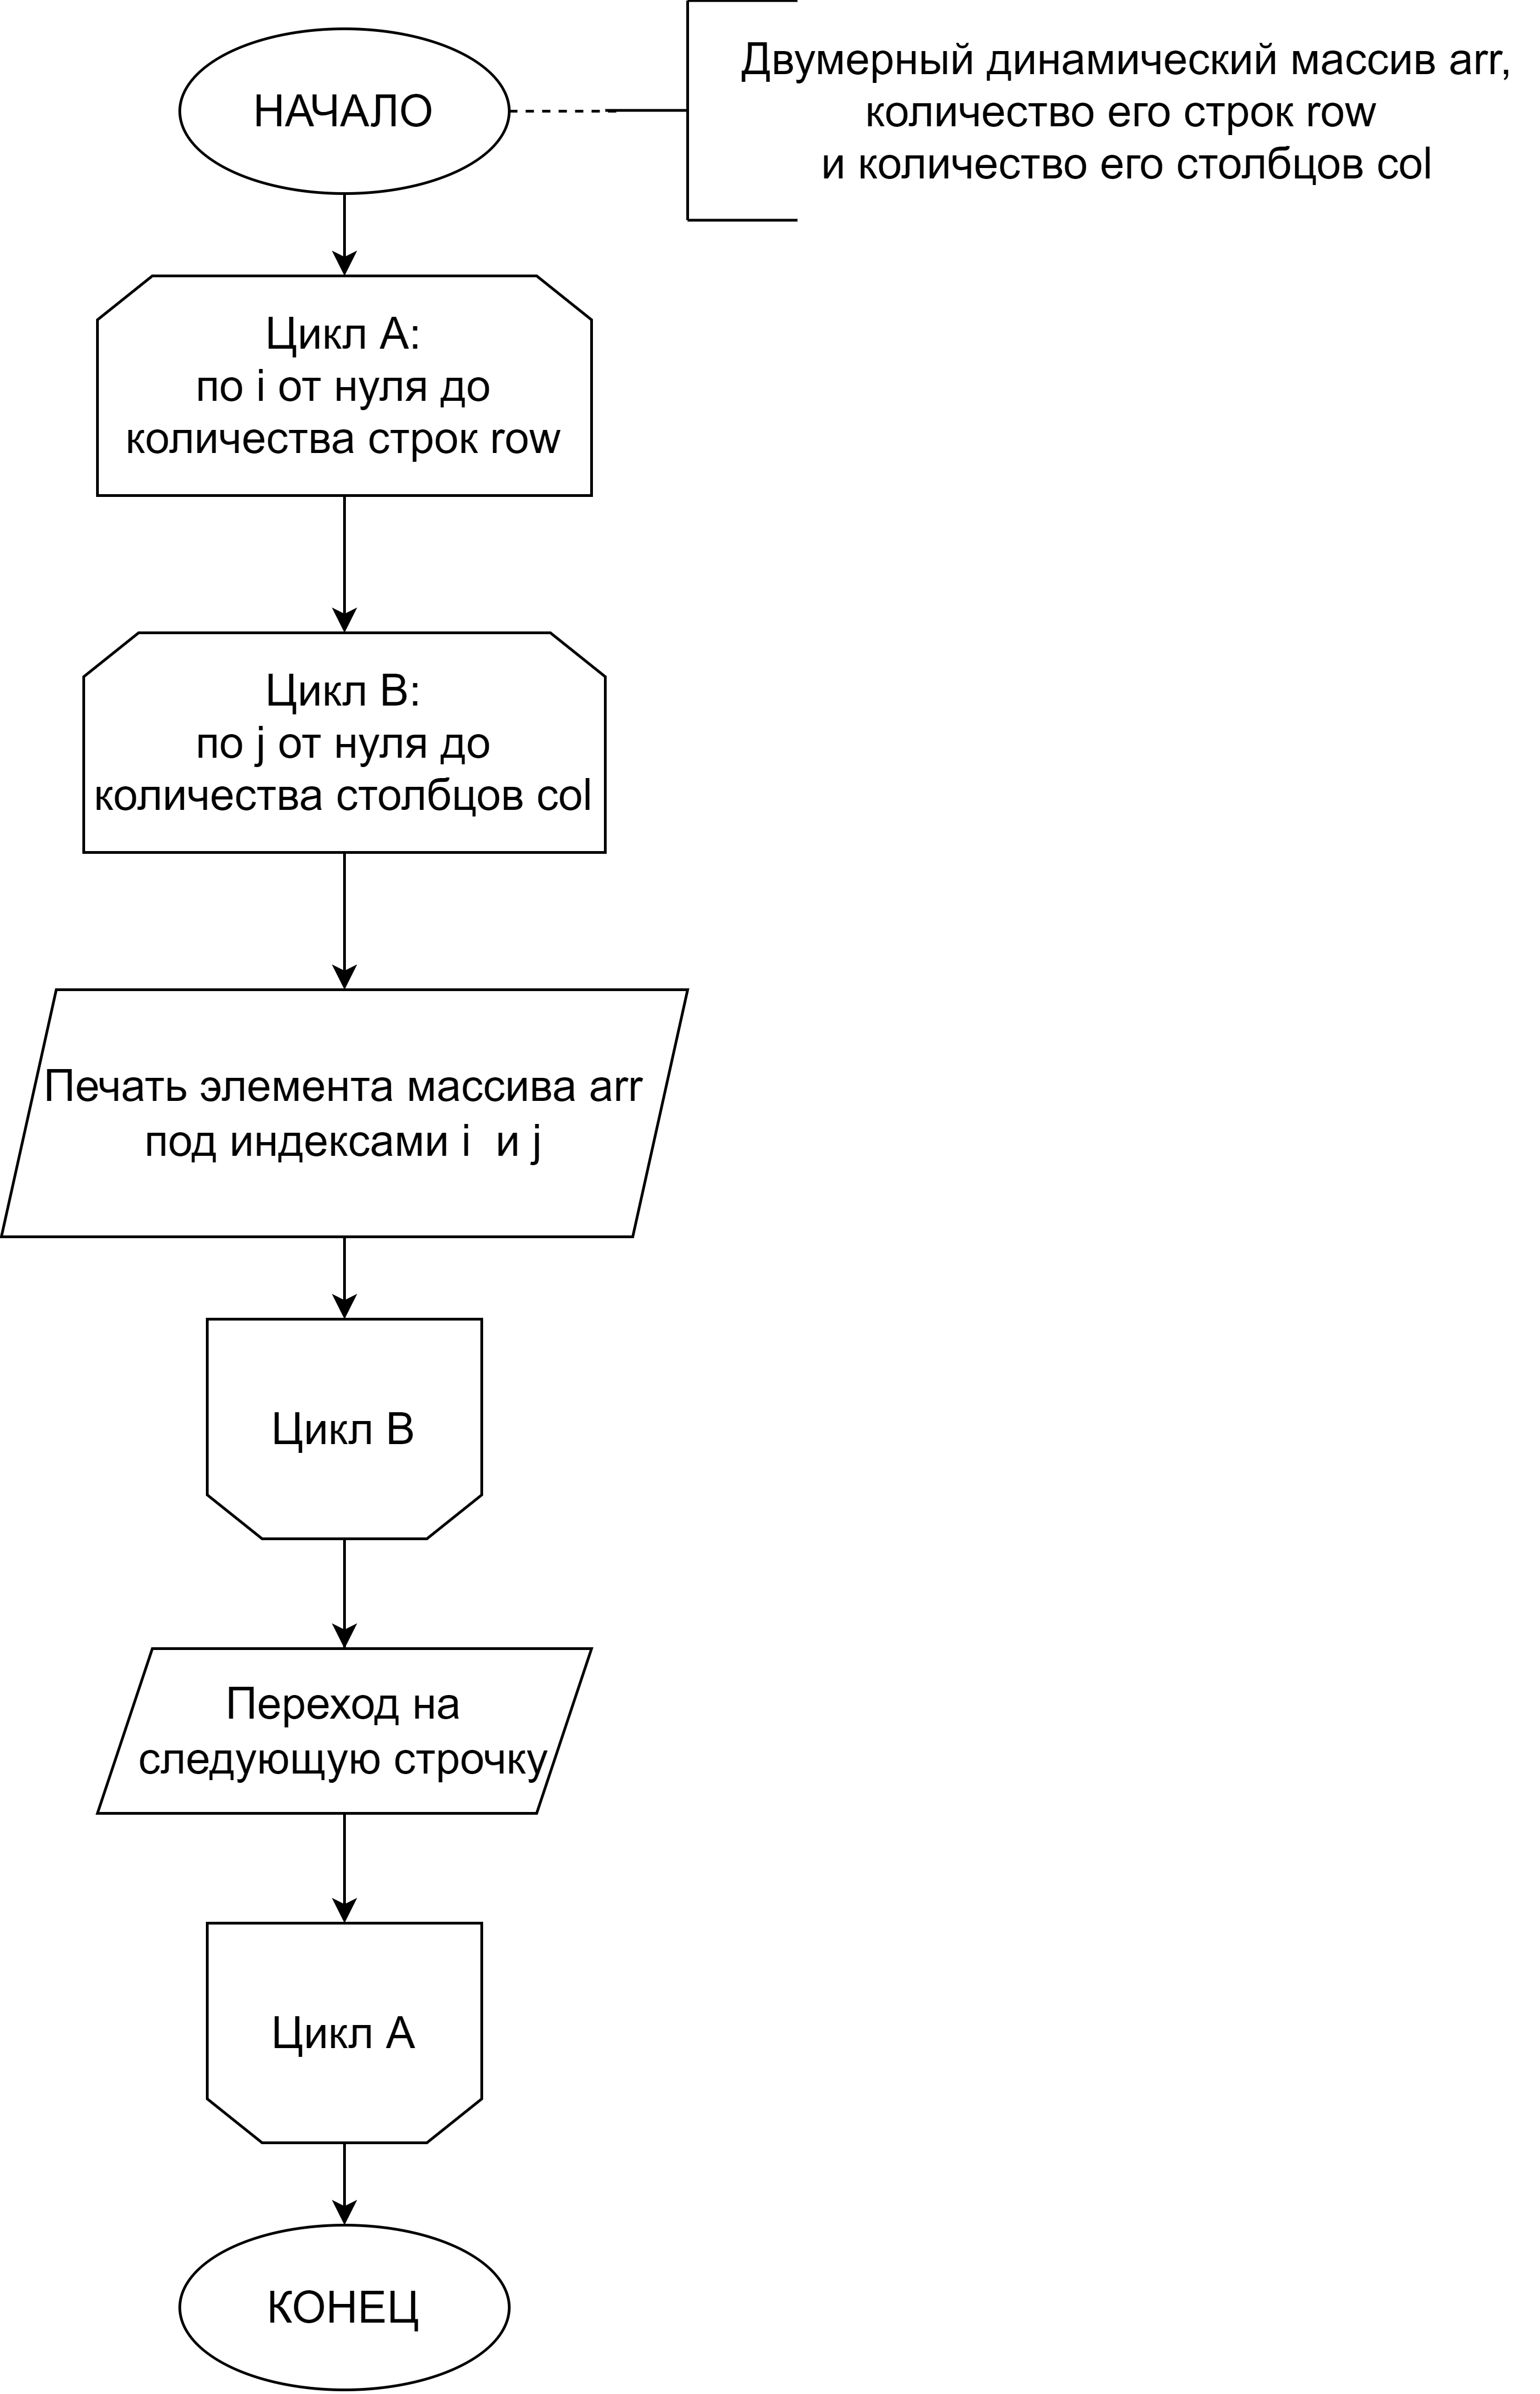 НАЧАЛО
Двумерный динамический массив arr,
количество его строк row
и количество его столбцов col
Цикл A:
по i от нуля до
количества строк row
Цикл B:
по j от нуля до
количества столбцов col
Печать элемента массива arr
под индексами i  и j
Цикл B
Переход на
следующую строчку
Цикл A
КОНЕЦ